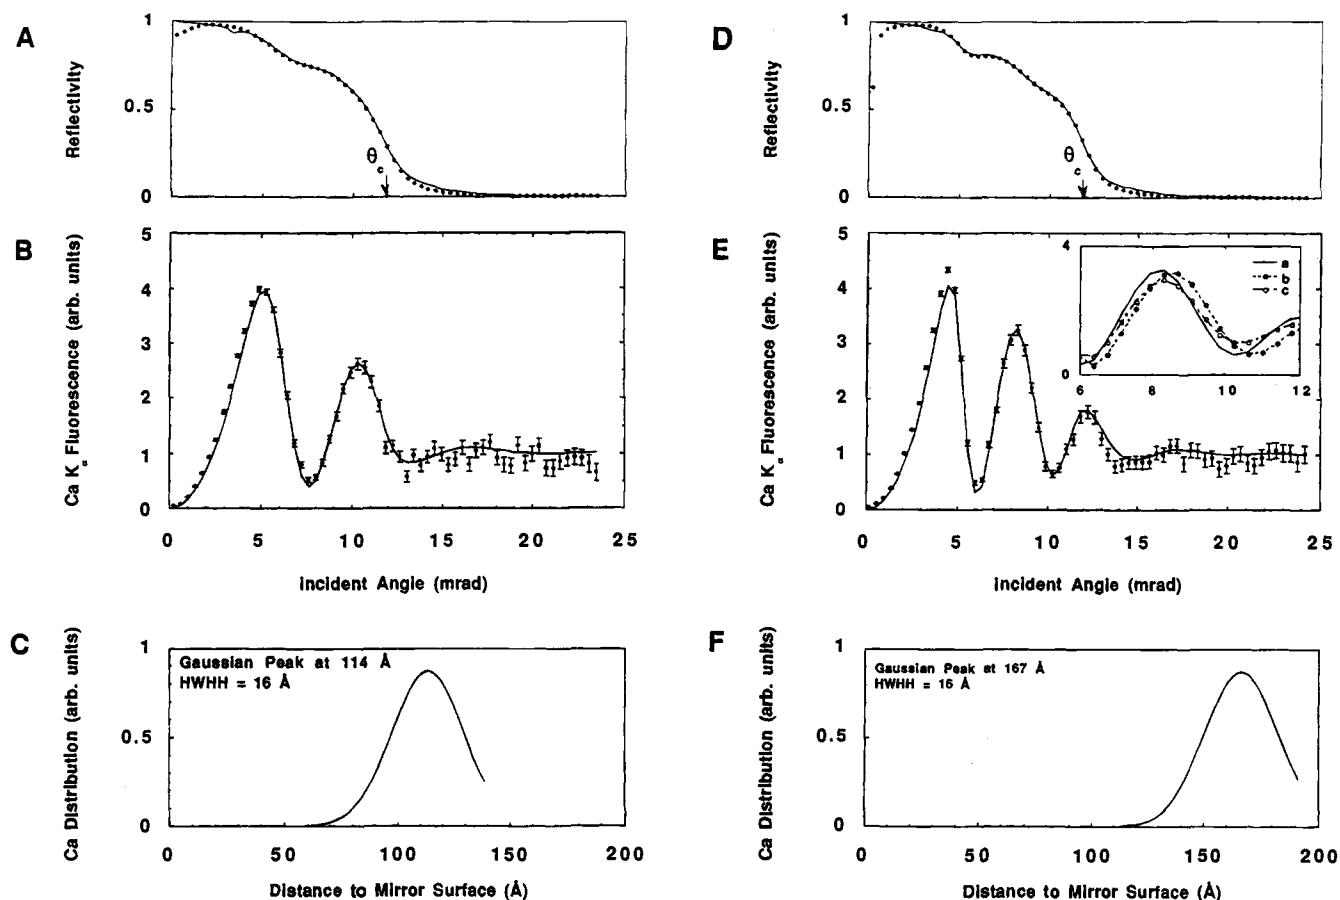 A
Reflectivity
1
0.5
0
θc
B
Ca Kα Fluorescence (arb. units)
5
4
3
2
1
0
0 5 10 15 20 25
Incident Angle (mrad)
C
Ca Distribution (arb. units)
1
0.5
0
Gaussian Peak at 114 Å
HWHH = 16 Å
0 50 100 150 200
Distance to Mirror Surface (Å)
D
Reflectivity
1
0.5
0
θc
E
Ca Kα Fluorescence (arb. units)
5
4
3
2
1
0
4
0
a
b
c
6 8 10 12
0 5 10 15 20 25
Incident Angle (mrad)
F
Ca Distribution (arb. units)
1
0.5
0
Gaussian Peak at 167 Å
HWHH = 16 Å
0 50 100 150 200
Distance to Mirror Surface (Å)